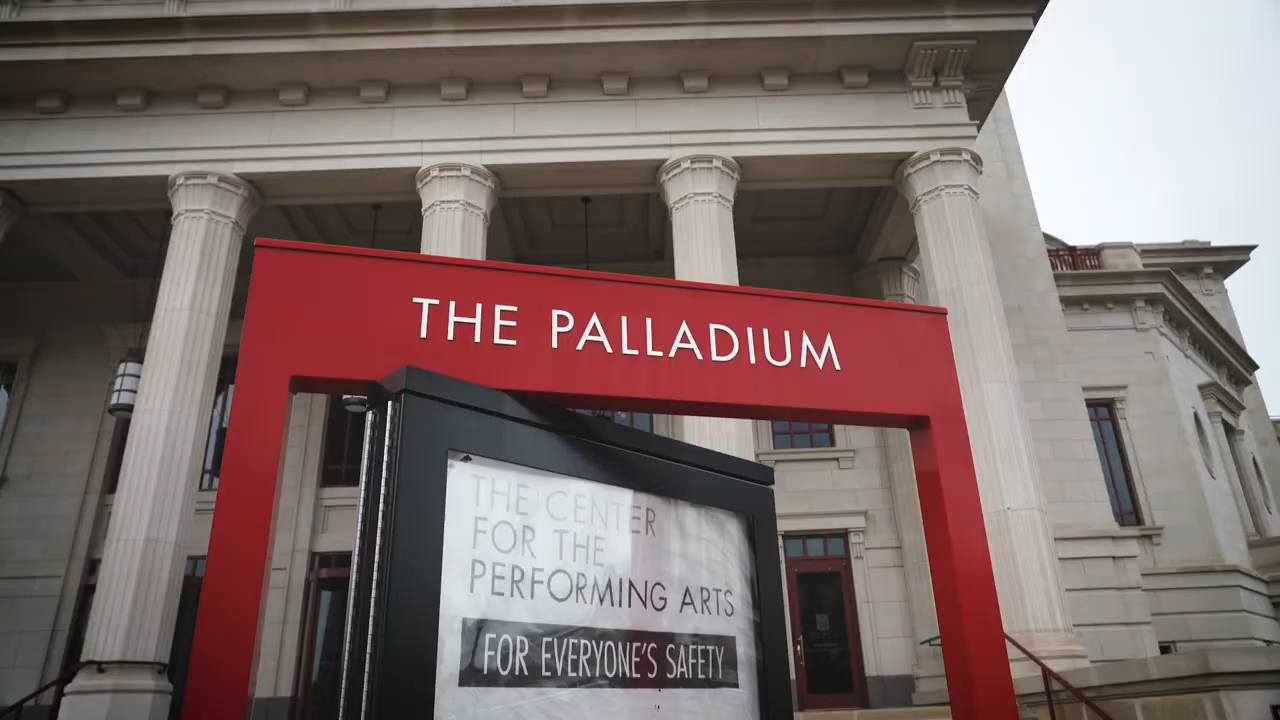 THE PALLADIUM
THE CENTER
FOR THE
PERFORMING ARTS
FOR EVERYONE'S SAFETY